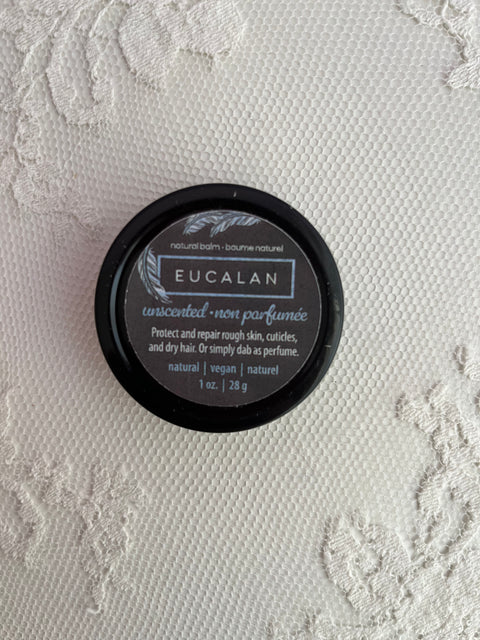 natural balm • baume naturel
EUCALAN
unscented • non parfumée
Protect and repair rough skin, cuticles,
and dry hair. Or simply dab as perfume.
natural | vegan | naturel
1 oz. | 28 g